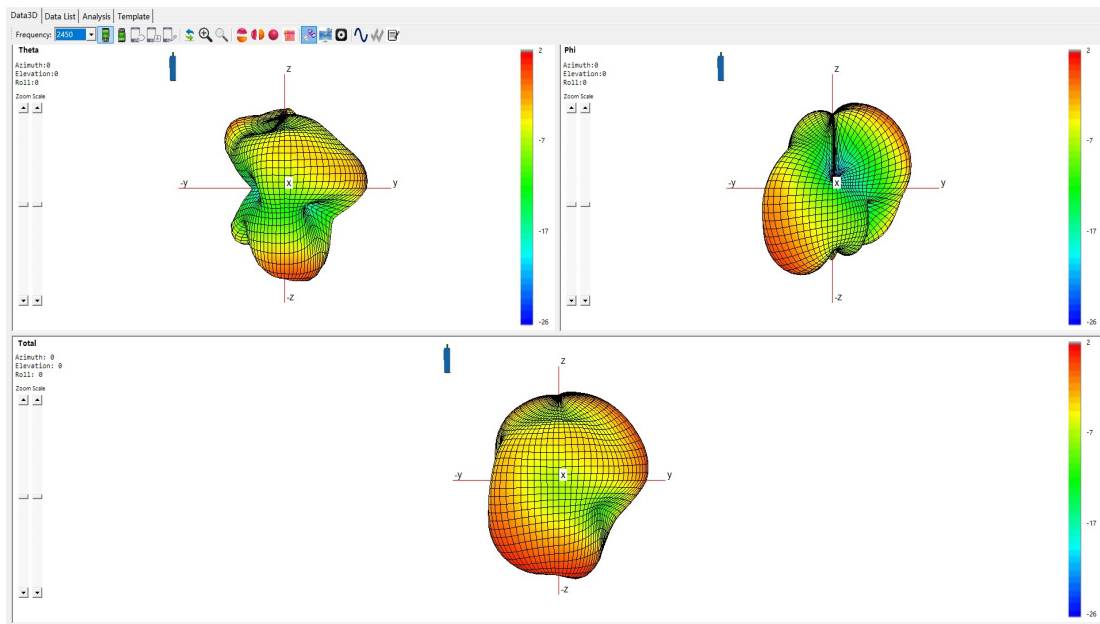 Data3D Data List Analysis Template
Frequency: 2450
Theta
Azimuth:0
Elevation:0
Roll:0
Zoom Scale
z
-y
x
y
-z
2
-7
-17
-26
Phi
Azimuth:0
Elevation:0
Roll:0
Zoom Scale
z
-y
x
y
-z
2
-7
-17
-26
Total
Azimuth: 0
Elevation: 0
Roll: 0
Zoom Scale
z
-y
x
y
-z
2
-7
-17
-26